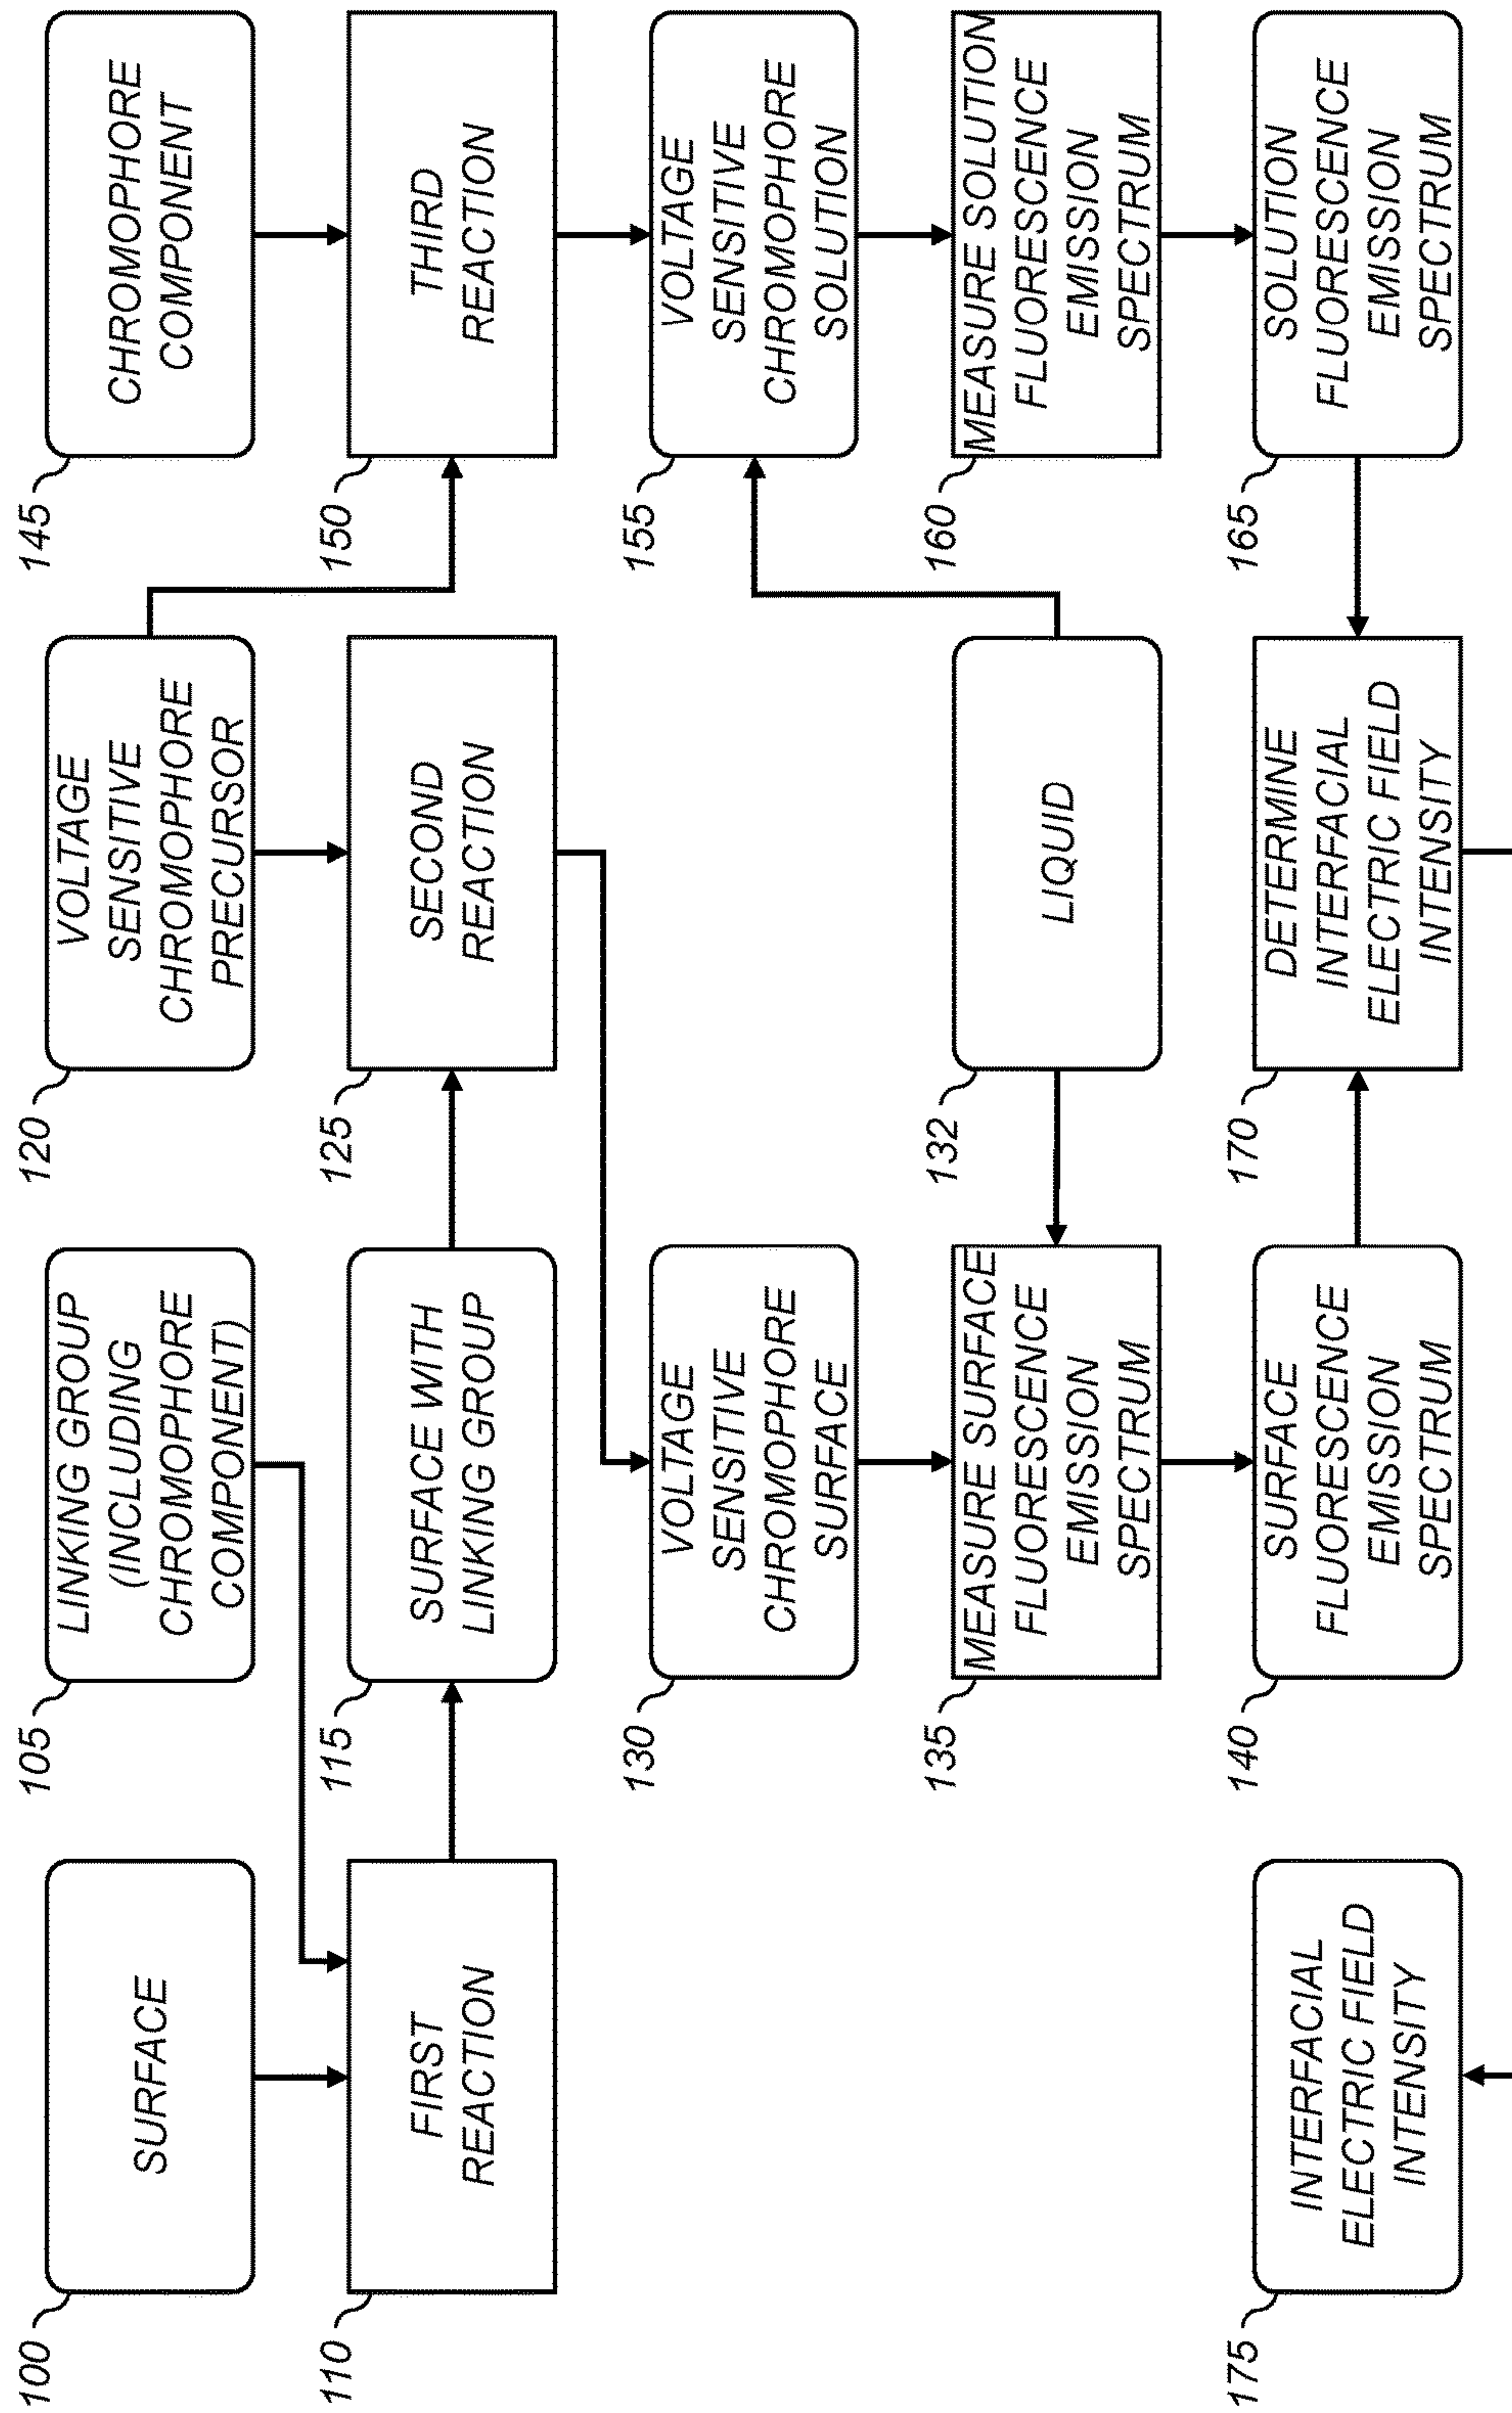 100
SURFACE
105
LINKING GROUP
(INCLUDING
CHROMOPHORE
COMPONENT)
120
VOLTAGE
SENSITIVE
CHROMOPHORE
PRECURSOR
145
CHROMOPHORE
COMPONENT
110
FIRST
REACTION
115
SURFACE WITH
LINKING GROUP
125
SECOND
REACTION
150
THIRD
REACTION
130
VOLTAGE
SENSITIVE
CHROMOPHORE
SURFACE
155
VOLTAGE
SENSITIVE
CHROMOPHORE
SOLUTION
135
MEASURE SURFACE
FLUORESCENCE
EMISSION
SPECTRUM
132
LIQUID
160
MEASURE SOLUTION
FLUORESCENCE
EMISSION
SPECTRUM
175
INTERFACIAL
ELECTRIC FIELD
INTENSITY
140
SURFACE
FLUORESCENCE
EMISSION
SPECTRUM
170
DETERMINE
INTERFACIAL
ELECTRIC FIELD
INTENSITY
165
SOLUTION
FLUORESCENCE
EMISSION
SPECTRUM